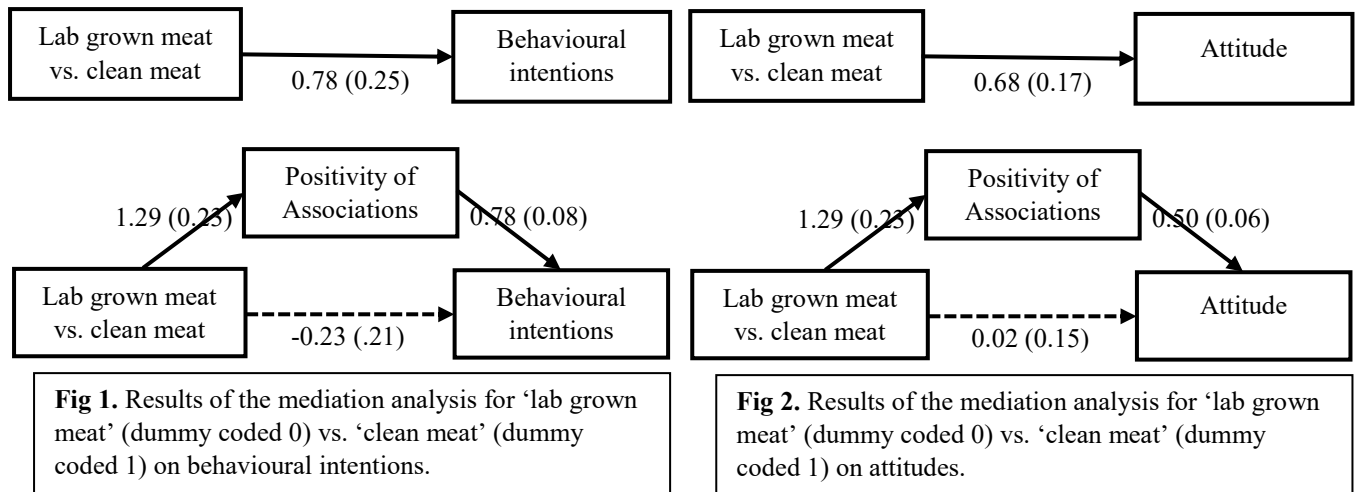 Lab grown meat
vs. clean meat
0.78 (0.25)
Behavioural
intentions
Positivity of
Associations
1.29 (0.23)
0.78 (0.08)
Lab grown meat
vs. clean meat
-0.23 (.21)
Behavioural
intentions
Fig 1. Results of the mediation analysis for ‘lab grown
meat’ (dummy coded 0) vs. ‘clean meat’ (dummy
coded 1) on behavioural intentions.
Lab grown meat
vs. clean meat
0.68 (0.17)
Attitude
Positivity of
Associations
1.29 (0.23)
0.50 (0.06)
Lab grown meat
vs. clean meat
0.02 (0.15)
Attitude
Fig 2. Results of the mediation analysis for ‘lab grown
meat’ (dummy coded 0) vs. ‘clean meat’ (dummy
coded 1) on attitudes.